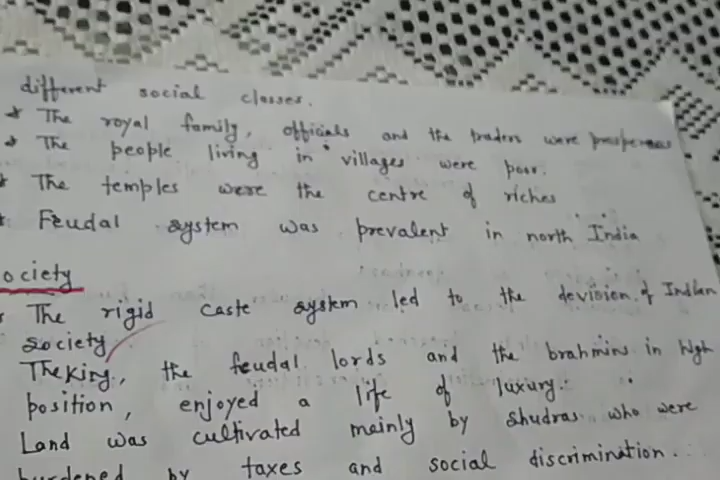 different social classes.
* The royal family, officials and the traders were prosperous
* The people living in villages were poor.
* The temples were the centre of riches
* Feudal system was prevalent in north India
ociety
The rigid caste system led to the devision of Indian
society
The King, the feudal lords and the brahmins in high
position, enjoyed a life of luxury.
Land was cultivated mainly by Shudras who were
burdened by taxes and social discrimination.